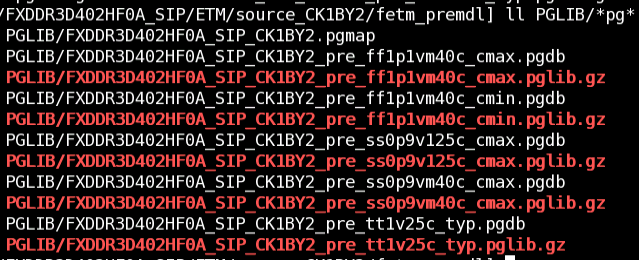 /FXDDR3D402HF0A_SIP/ETM/source_CK1BY2/fetm_premdl] ll PGLIB/*pg*
PGLIB/FXDDR3D402HF0A_SIP_CK1BY2.pgmap
PGLIB/FXDDR3D402HF0A_SIP_CK1BY2_pre_ff1p1vm40c_cmax.pgdb
PGLIB/FXDDR3D402HF0A_SIP_CK1BY2_pre_ff1p1vm40c_cmax.pglib.gz
PGLIB/FXDDR3D402HF0A_SIP_CK1BY2_pre_ff1p1vm40c_cmin.pgdb
PGLIB/FXDDR3D402HF0A_SIP_CK1BY2_pre_ff1p1vm40c_cmin.pglib.gz
PGLIB/FXDDR3D402HF0A_SIP_CK1BY2_pre_ss0p9v125c_cmax.pgdb
PGLIB/FXDDR3D402HF0A_SIP_CK1BY2_pre_ss0p9v125c_cmax.pglib.gz
PGLIB/FXDDR3D402HF0A_SIP_CK1BY2_pre_ss0p9vm40c_cmax.pgdb
PGLIB/FXDDR3D402HF0A_SIP_CK1BY2_pre_ss0p9vm40c_cmax.pglib.gz
PGLIB/FXDDR3D402HF0A_SIP_CK1BY2_pre_tt1v25c_typ.pgdb
PGLIB/FXDDR3D402HF0A_SIP_CK1BY2_pre_tt1v25c_typ.pglib.gz